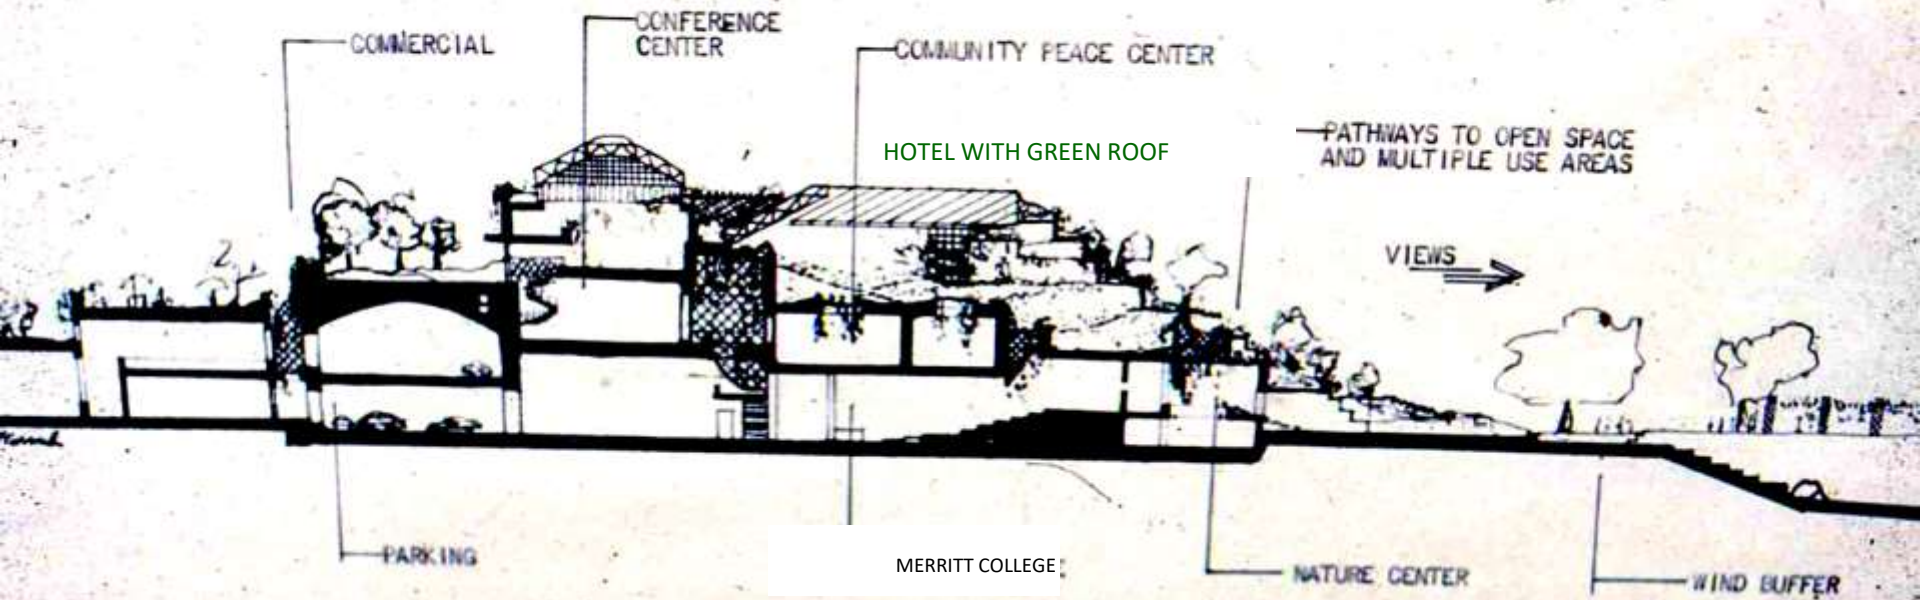 COMMERCIAL
CONFERENCE
CENTER
COMMUNITY PEACE CENTER
HOTEL WITH GREEN ROOF
PATHWAYS TO OPEN SPACE
AND MULTIPLE USE AREAS
VIEWS
PARKING
MERRITT COLLEGE
NATURE CENTER
WIND BUFFER